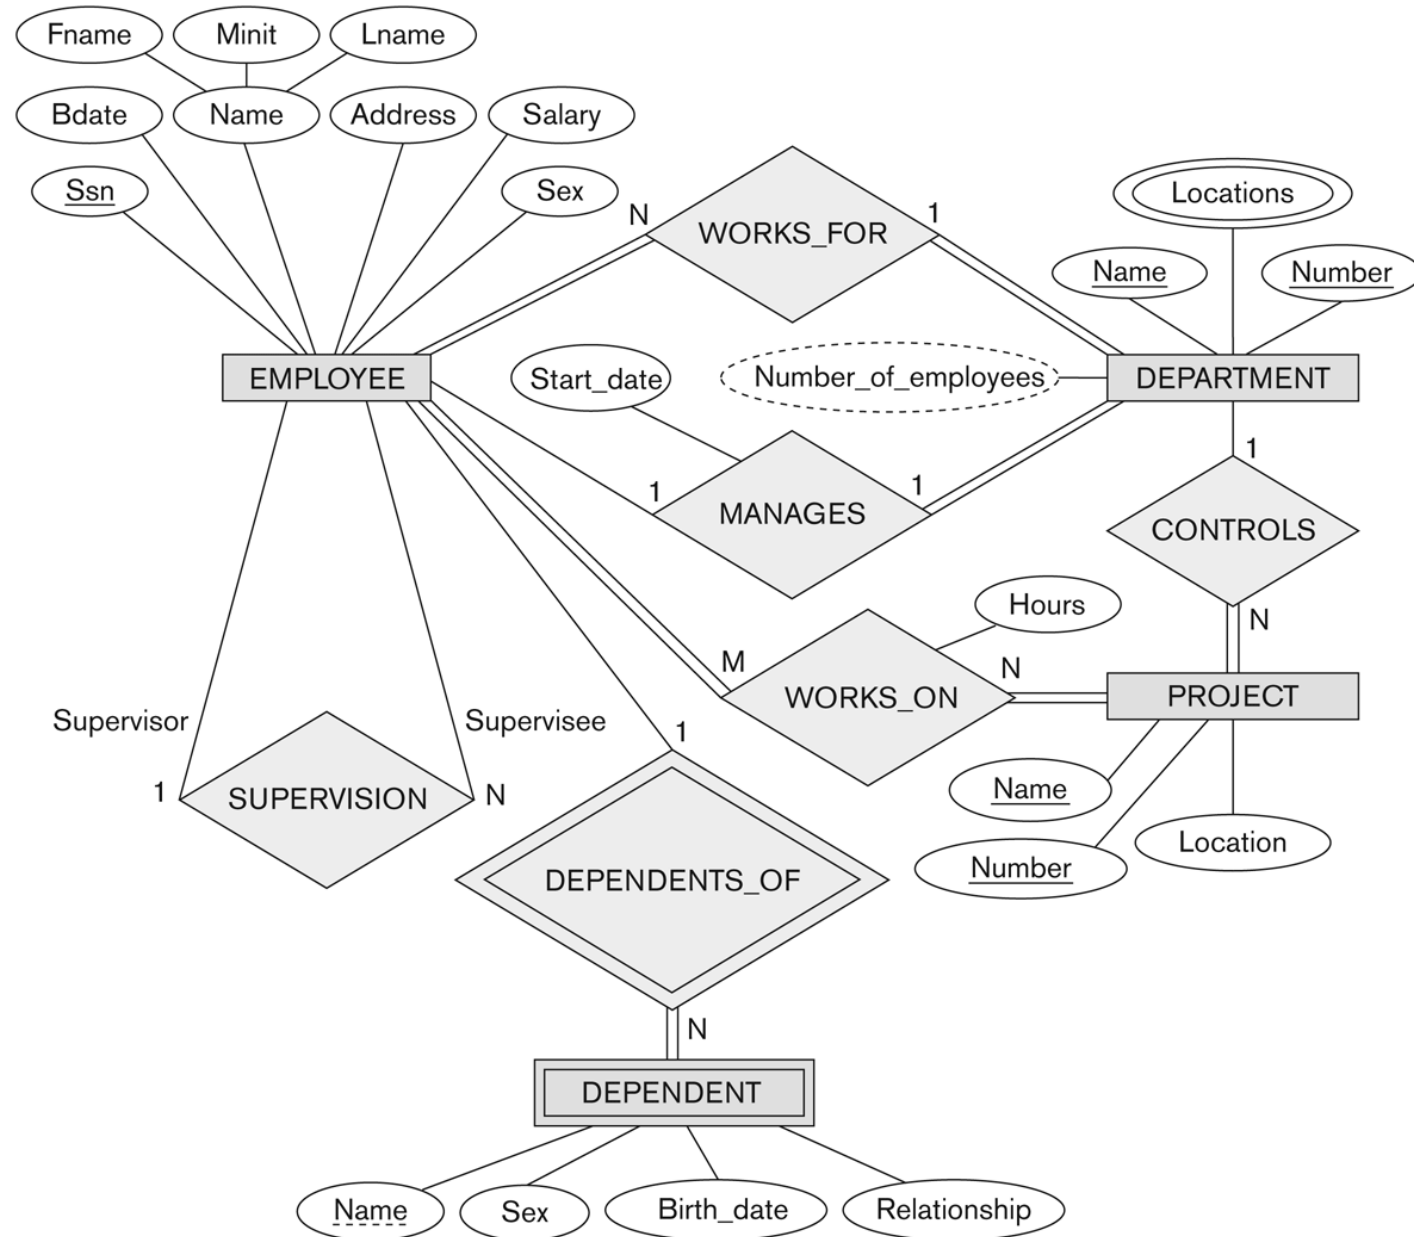 Fname
Minit
Lname
Bdate
Name
Address
Salary
Ssn
Sex
N
WORKS_FOR
1
Locations
Name
Number
EMPLOYEE
Start_date
Number_of_employees
DEPARTMENT
1
MANAGES
1
1
CONTROLS
N
Hours
M
WORKS_ON
N
PROJECT
Supervisor
Supervisee
1
SUPERVISION
N
1
Name
Number
Location
DEPENDENTS_OF
N
DEPENDENT
Name
Sex
Birth_date
Relationship